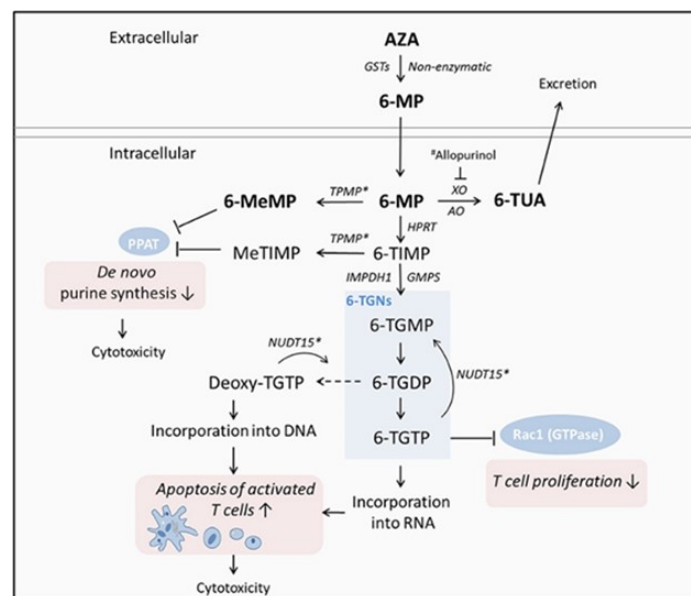 Extracellular
AZA
GSTs Non-enzymatic
Excretion
6-MP
Intracellular
#Allopurinol
6-MeMP
TPMP*
6-MP
XO
AO
6-TUA
HPRT
PPAT
MeTIMP
TPMP*
6-TIMP
De novo
purine synthesis ↓
IMPDH1 GMPS
6-TGNs
6-TGMP
Cytotoxicity
NUDT15*
NUDT15*
Deoxy-TGTP
6-TGDP
Incorporation into DNA
6-TGTP
Rac1 (GTPase)
T cell proliferation ↓
Apoptosis of activated
T cells ↑
Incorporation
into RNA
Cytotoxicity